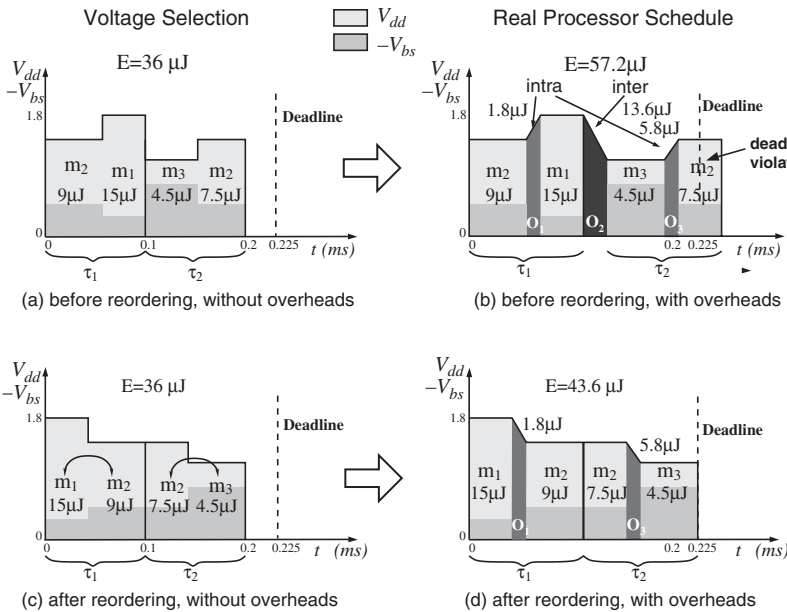 Voltage Selection
Vdd
−Vbs
Real Processor Schedule
E=36 μJ
Vdd
−Vbs
1.8
0
m2
9μJ
m1
15μJ
m3
4.5μJ
m2
7.5μJ
Deadline
0
0.1
0.2
0.225
t (ms)
τ1
τ2
(a) before reordering, without overheads
E=57.2μJ
Vdd
−Vbs
1.8
0
intra
inter
1.8μJ
13.6μJ
5.8μJ
Deadline
m2
9μJ
m1
15μJ
m3
4.5μJ
m2
7.5μJ
O1
O2
O3
0
0.2
0.225
t (ms)
τ1
τ2
(b) before reordering, with overheads
E=36 μJ
Vdd
−Vbs
1.8
0
m1
15μJ
m2
9μJ
m2
7.5μJ
m3
4.5μJ
Deadline
0
0.1
0.2
0.225
t (ms)
τ1
τ2
(c) after reordering, without overheads
E=43.6 μJ
Vdd
−Vbs
1.8
0
1.8μJ
5.8μJ
Deadline
m1
15μJ
m2
9μJ
m2
7.5μJ
m3
4.5μJ
O1
O3
0
0.2
0.225
t (ms)
τ1
τ2
(d) after reordering, with overheads